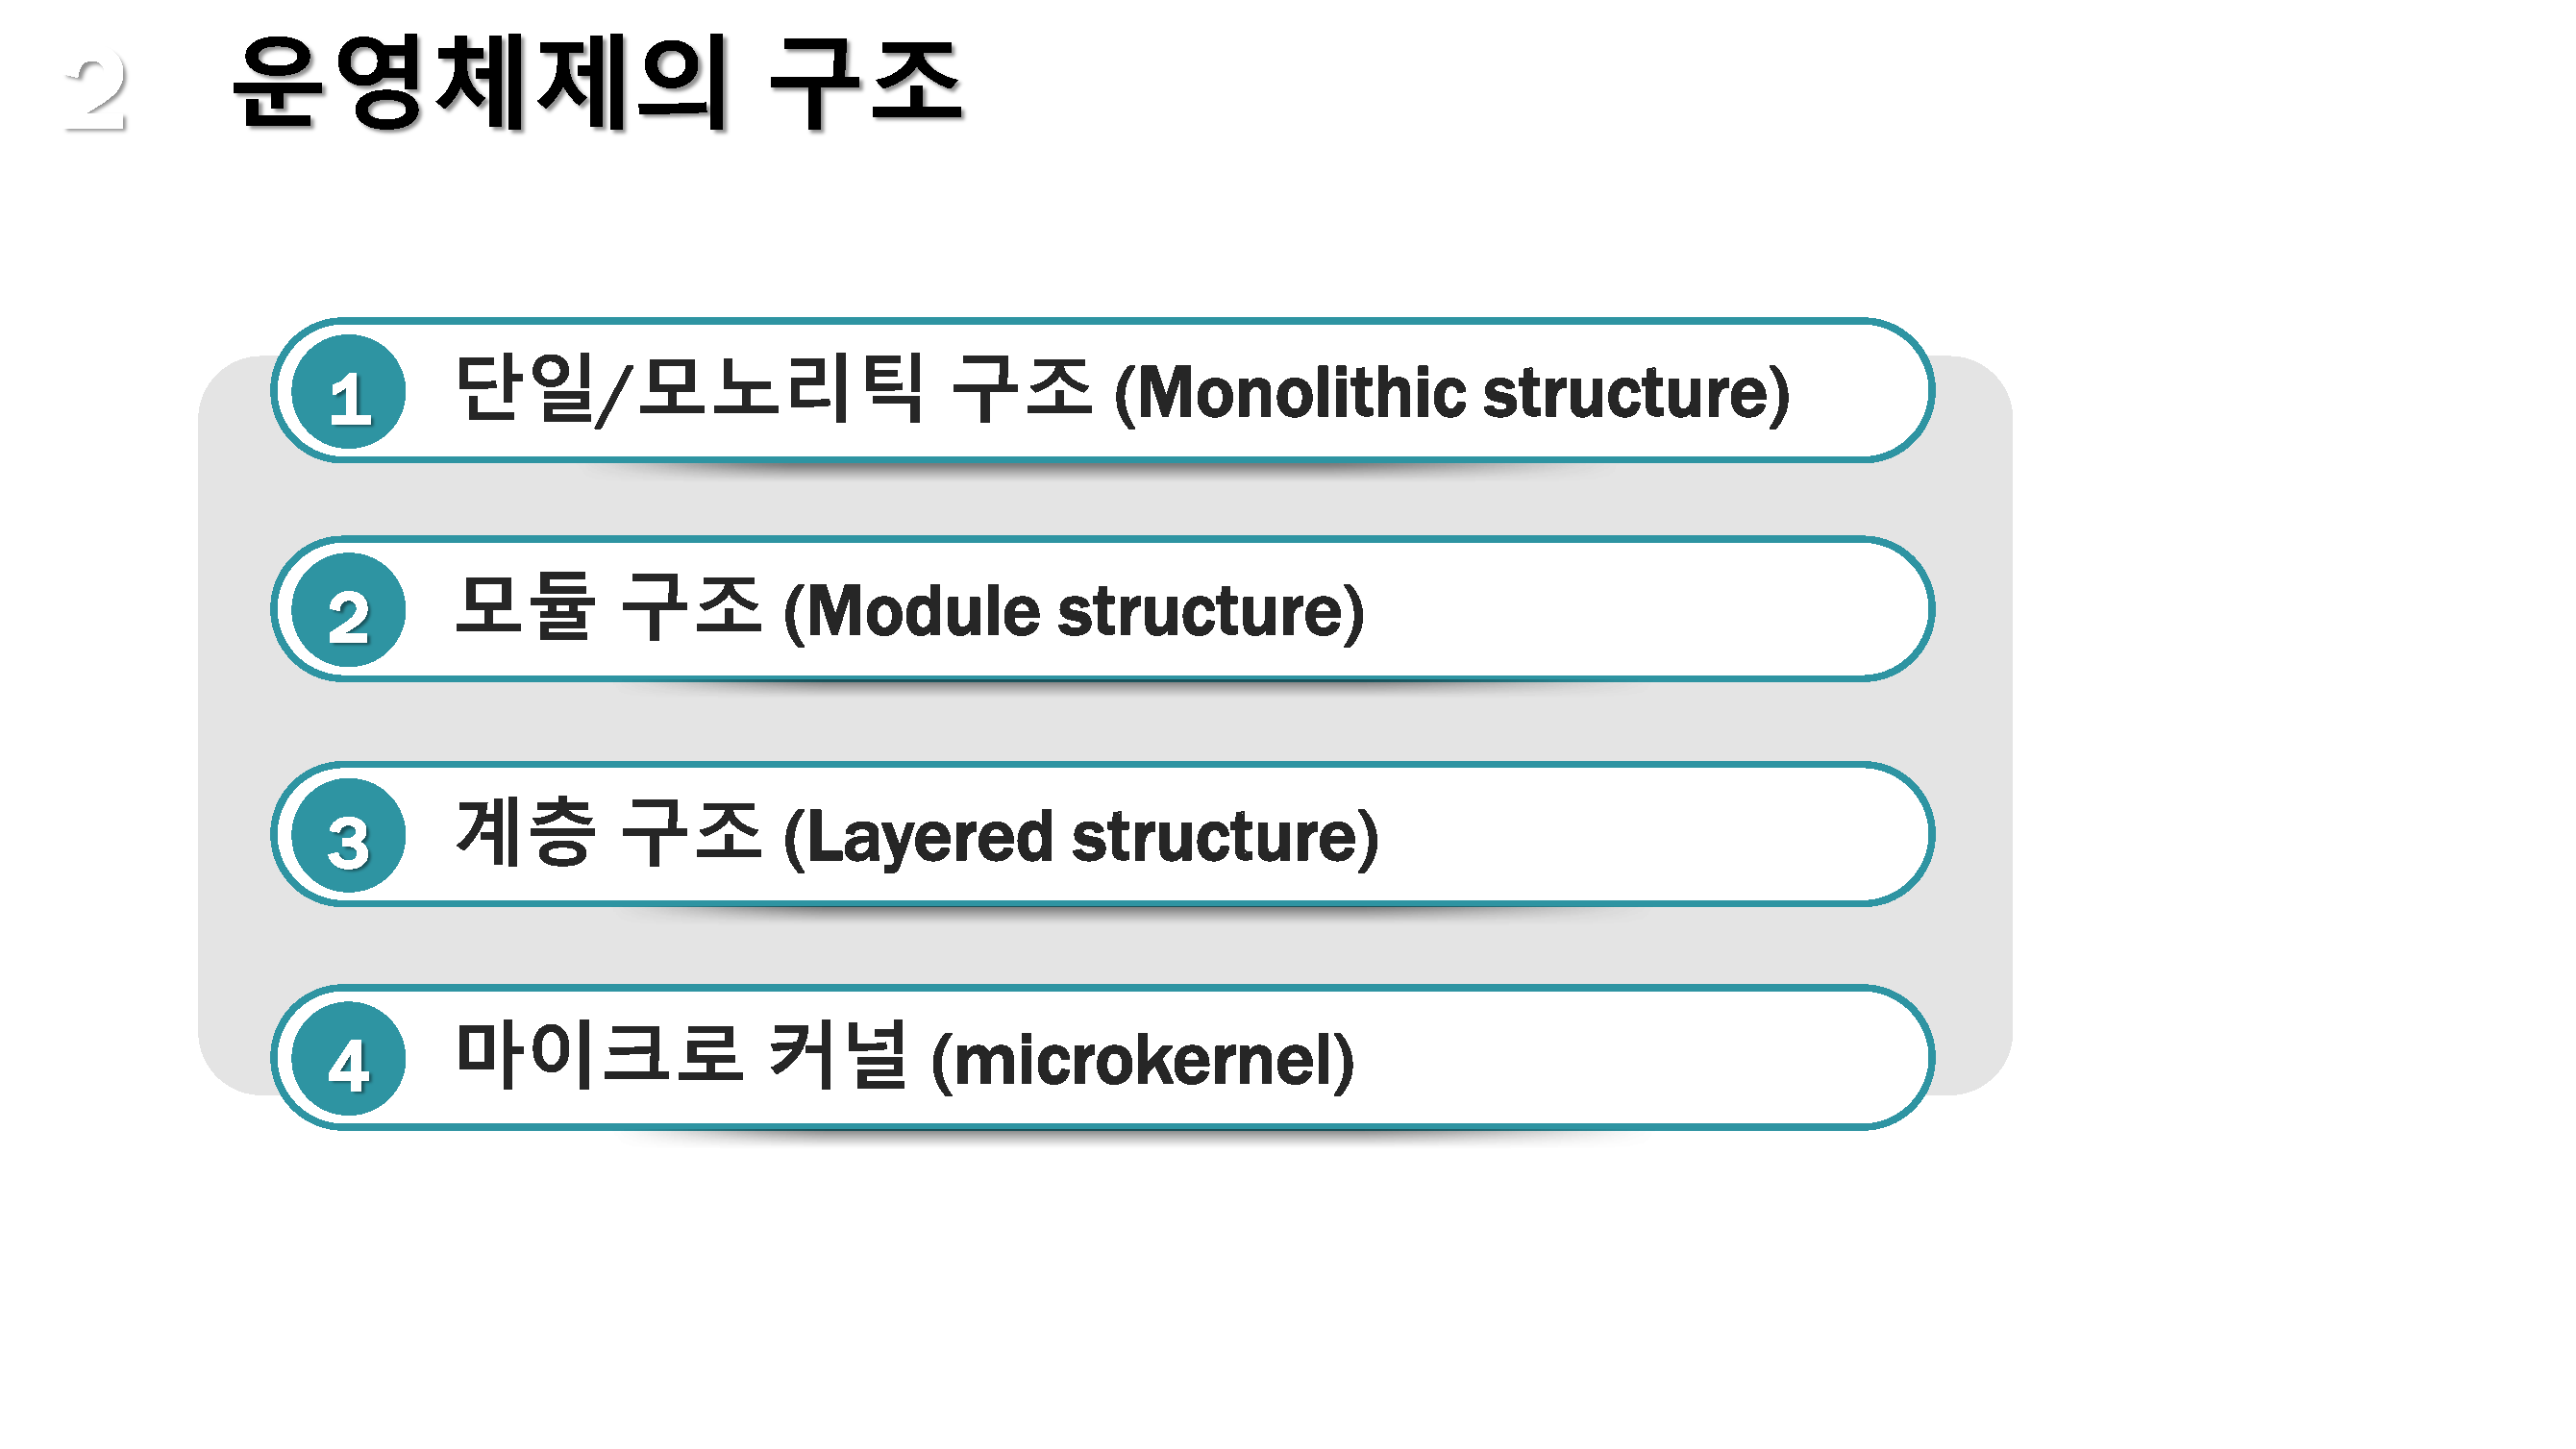 2 운영체제의 구조
1 단일/모노리틱 구조 (Monolithic structure)
2 모듈 구조 (Module structure)
3 계층 구조 (Layered structure)
4 마이크로 커널 (microkernel)